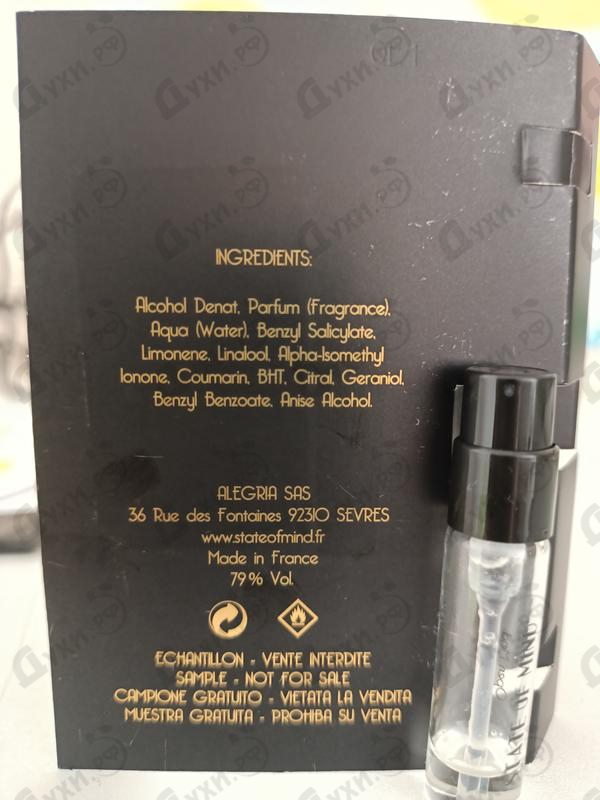 INGREDIENTS:
Alcohol Denat, Parfum (Fragrance),
Aqua (Water), Benzyl Salicylate,
Limonene, Linalool, Alpha-Isomethyl
Ionone, Coumarin, BHT, Citral, Geraniol,
Benzyl Benzoate, Anise Alcohol.
ALEGRIA SAS
36 Rue des Fontaines 92310 SEVRES
www.stateofmind.fr
Made in France
79% Vol.
ECHANTILLON - VENTE INTERDITE
SAMPLE - NOT FOR SALE
CAMPIONE GRATUITO - VIETATA LA VENDITA
MUESTRA GRATUITA - PROHIBA SU VENTA
STATE OF MIND
Духи.рф